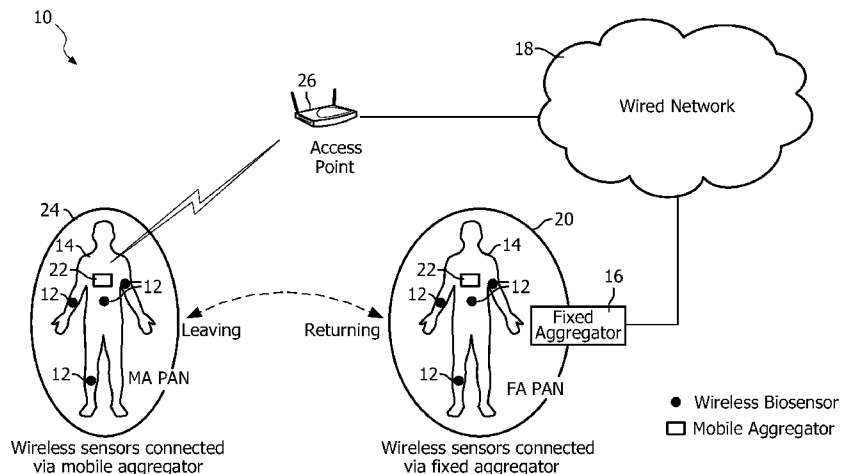 10
18
Wired Network
26
Access
Point
24
14
22
12
12
12
Leaving
MA PAN
Wireless sensors connected
via mobile aggregator
20
14
22
12
12
12
Returning
FA PAN
16
Fixed
Aggregator
Wireless sensors connected
via fixed aggregator
Wireless Biosensor
Mobile Aggregator